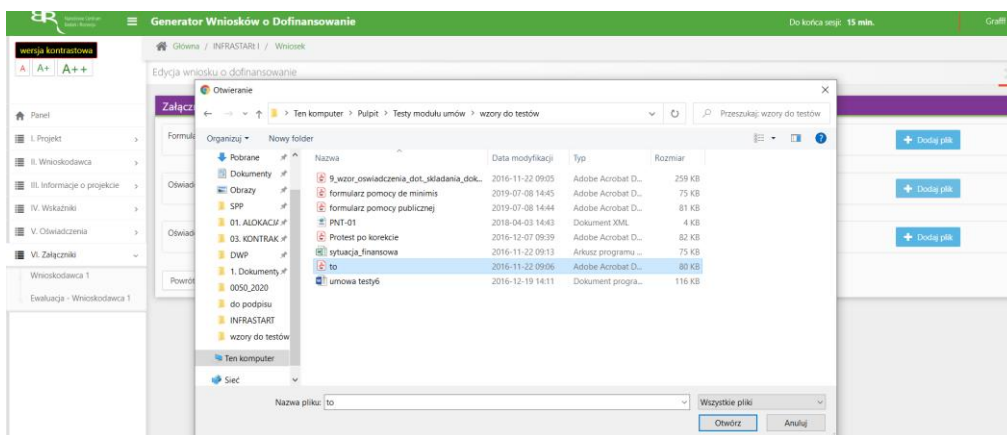 Generator Wniosków o Dofinansowanie
Do końca sesji: 15 min.
wersja kontrastowa
A A+ A++
Główna / INFRASTARt I / Wniosek
Edycja wniosku o dofinansowanie
Panel
I. Projekt
II. Wnioskodawca
III. Informacje o projekcie
IV. Wskaźniki
V. Oświadczenia
VI. Załączniki
Wnioskodawca 1
Ewaluacja - Wnioskodawca 1
Załącz
Formula
Oświad
Oświad
Powrót
Dodaj plik
Dodaj plik
Dodaj plik
Otwieranie
Ten komputer > Pulpit > Testy modułu umów > wzory do testów
Przeszukaj: wzory do testów
Organizuj Nowy folder
Pobrane
Dokumenty
Obrazy
SPP
01. ALOKACJA
03. KONTRAK
DWP
1. Dokumenty
0050_2020
do podpisu
INFRASTART
wzory do testów
Ten komputer
Sieć
Nazwa Data modyfikacji Typ Rozmiar
9_wzor_oswiadczenia_dot._skladania_dok... 2016-11-22 09:05 Adobe Acrobat D... 259 KB
formularz pomocy de minimis 2019-07-08 14:45 Adobe Acrobat D... 75 KB
formularz pomocy publicznej 2019-07-08 14:44 Adobe Acrobat D... 81 KB
PNT-01 2018-04-03 14:43 Dokument XML 4 KB
Protest po korekcie 2016-12-07 09:39 Adobe Acrobat D... 82 KB
sytuacja_finansowa 2016-11-22 09:13 Arkusz programu ... 75 KB
to 2016-11-22 09:06 Adobe Acrobat D... 80 KB
umowa testy6 2016-12-19 14:11 Dokument progra... 116 KB
Nazwa pliku: to
Wszystkie pliki
Otwórz Anuluj